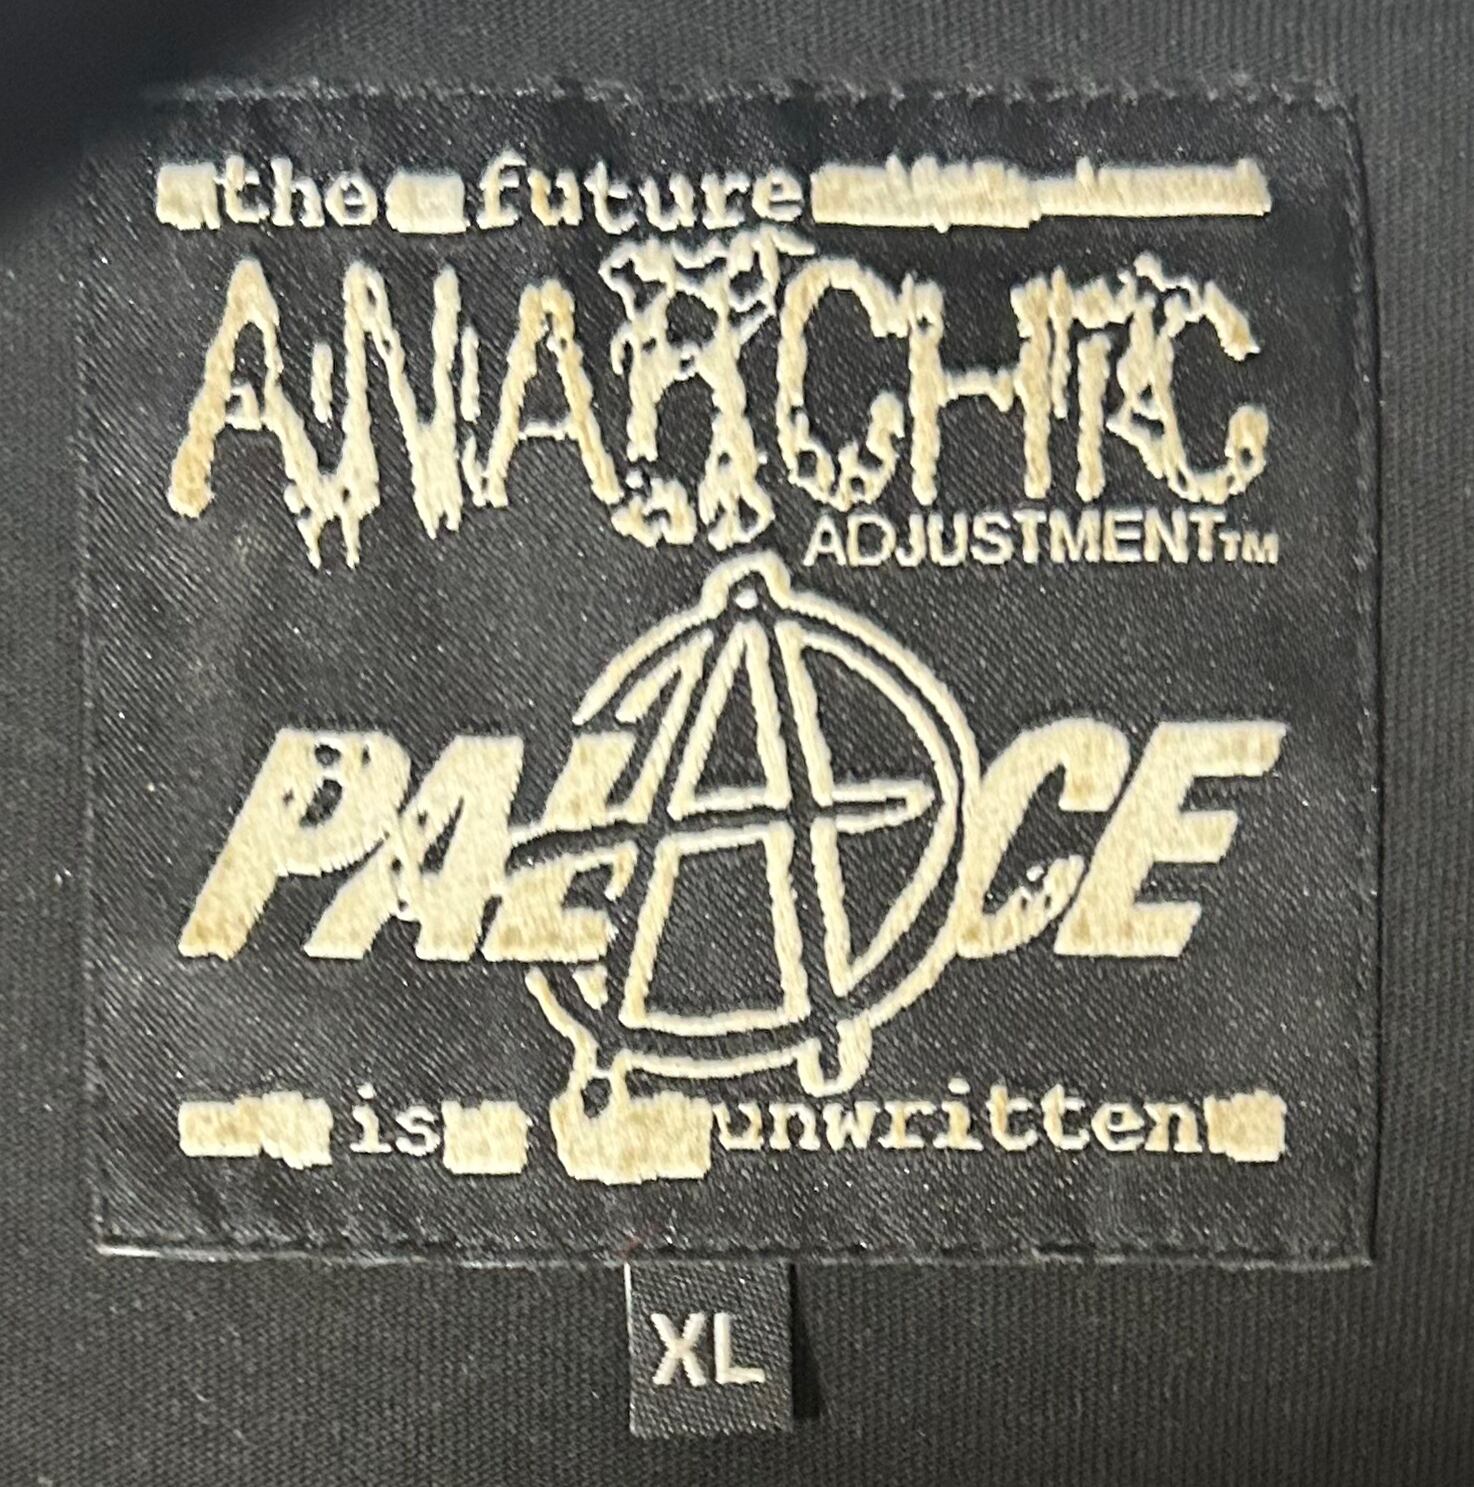 the future
ANARCHIC
ADJUSTMENT™
PALACE
is unwritten
XL